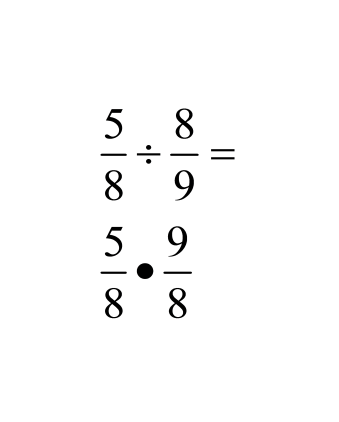 5/8 ÷ 8/9 =
5/8 • 9/8